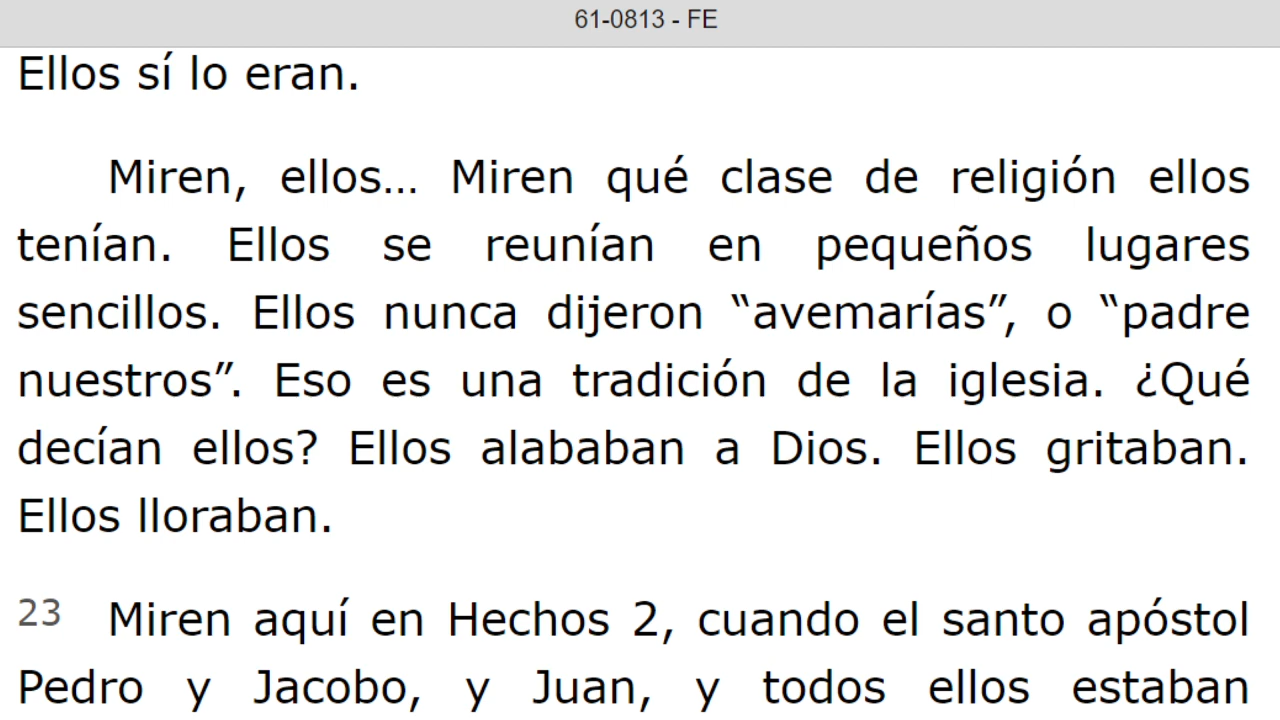 61-0813 - FE
Ellos sí lo eran.
Miren, ellos... Miren qué clase de religión ellos
tenían. Ellos se reunían en pequeños lugares
sencillos. Ellos nunca dijeron “avemarías”, o “padre
nuestros”. Eso es una tradición de la iglesia. ¿Qué
decían ellos? Ellos alababan a Dios. Ellos gritaban.
Ellos lloraban.
23 Miren aquí en Hechos 2, cuando el santo apóstol
Pedro y Jacobo, y Juan, y todos ellos estaban